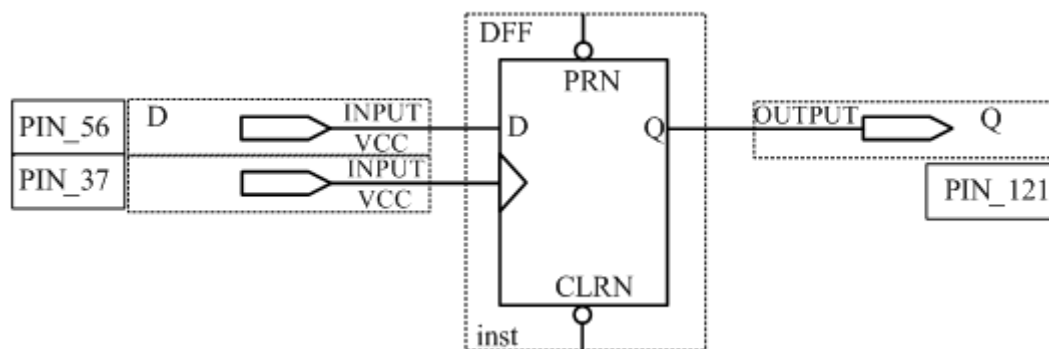 DFF
PRN
PIN_56 D INPUT D Q OUTPUT Q
VCC
PIN_37 INPUT
VCC
PIN_121
CLRN
inst